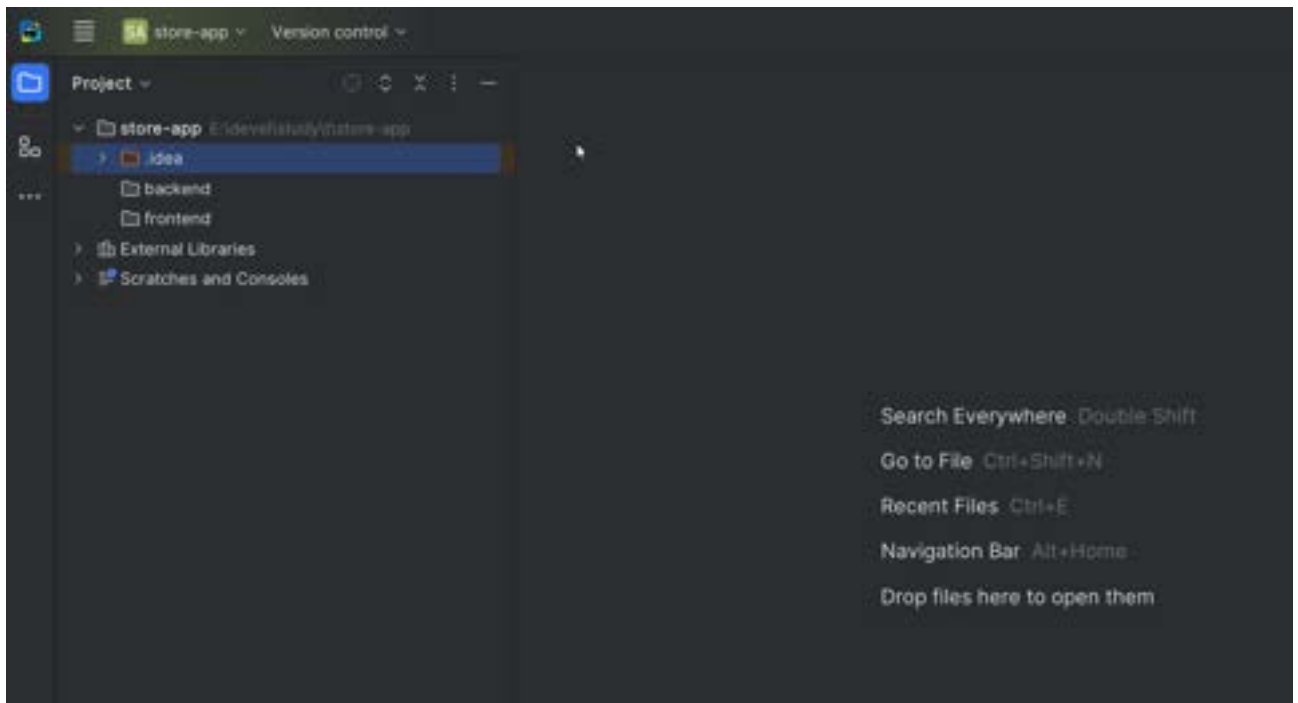 SA store-app Version control
Project
store-app
.idea
backend
frontend
External Libraries
Scratches and Consoles
Search Everywhere Double Shift
Go to File Ctrl+Shift+N
Recent Files Ctrl+E
Navigation Bar Alt+Home
Drop files here to open them